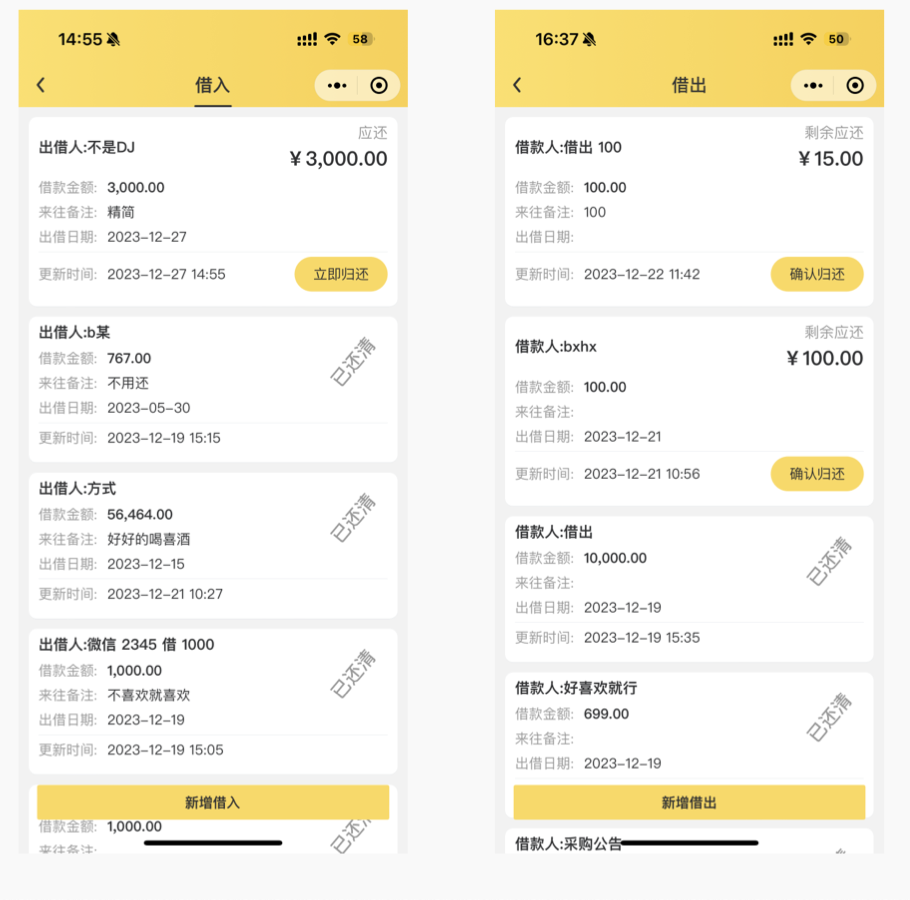 14:55
58
借入
出借人:不是DJ
应还
¥3,000.00
借款金额: 3,000.00
来往备注: 精简
出借日期: 2023-12-27
更新时间: 2023-12-27 14:55
立即归还
出借人:b某
借款金额: 767.00
来往备注: 不用还
出借日期: 2023-05-30
更新时间: 2023-12-19 15:15
已还清
出借人:方式
借款金额: 56,464.00
来往备注: 好好的喝喜酒
出借日期: 2023-12-15
更新时间: 2023-12-21 10:27
已还清
出借人:微信 2345 借 1000
借款金额: 1,000.00
来往备注: 不喜欢就喜欢
出借日期: 2023-12-19
更新时间: 2023-12-19 15:05
已还清
新增借入
借款金额: 1,000.00
来往备注:
已还清
16:37
50
借出
借款人:借出 100
剩余应还
¥15.00
借款金额: 100.00
来往备注: 100
出借日期:
更新时间: 2023-12-22 11:42
确认归还
借款人:bxhx
剩余应还
¥100.00
借款金额: 100.00
来往备注:
出借日期: 2023-12-21
更新时间: 2023-12-21 10:56
确认归还
借款人:借出
借款金额: 10,000.00
来往备注:
出借日期: 2023-12-19
更新时间: 2023-12-19 15:35
已还清
借款人:好喜欢就行
借款金额: 699.00
来往备注:
出借日期: 2023-12-19
已还清
新增借出
借款人:采购公告